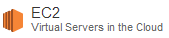 EC2
Virtual Servers in the Cloud